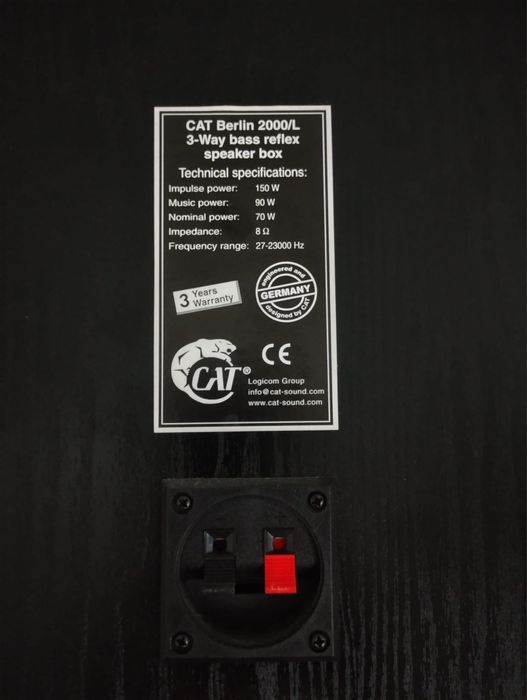 CAT Berlin 2000/L
3-Way bass reflex
speaker box
Technical specifications:
Impulse power: 150 W
Music power: 90 W
Nominal power: 70 W
Impedance: 8 Ω
Frequency range: 27-23000 Hz
3 Years Warranty
engineered and
GERMANY
designed by CAT
CE
CAT®
Logicom Group
info@cat-sound.com
www.cat-sound.com